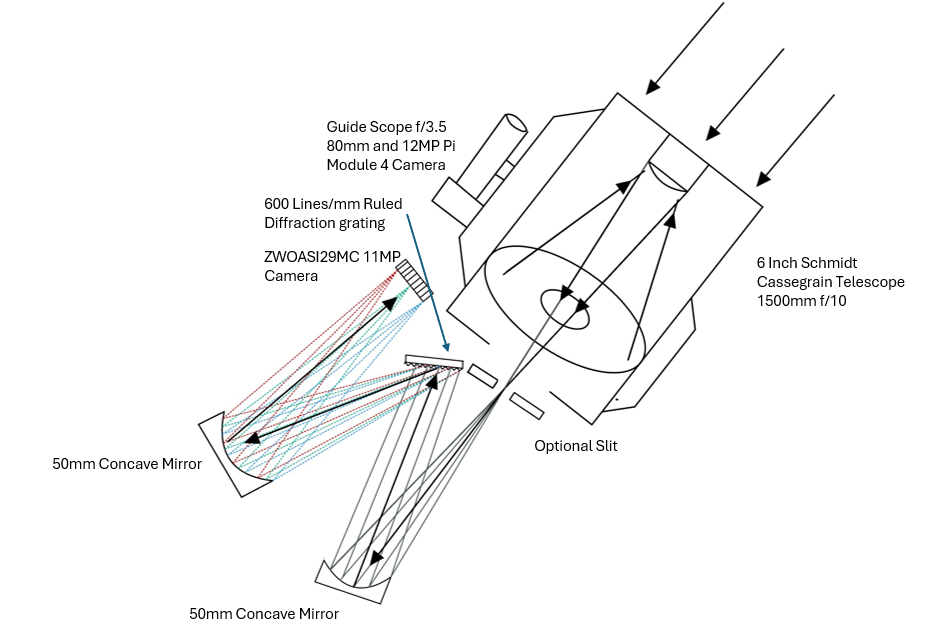 Guide Scope f/3.5
80mm and 12MP Pi
Module 4 Camera
600 Lines/mm Ruled
Diffraction grating
ZWOASI29MC 11MP
Camera
6 Inch Schmidt
Cassegrain Telescope
1500mm f/10
Optional Slit
50mm Concave Mirror
50mm Concave Mirror